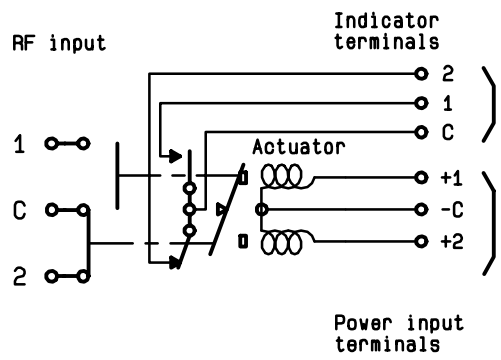 Indicator
terminals
RF input
2
1
C
Actuator
1
+1
C
-C
+2
2
Power input
terminals